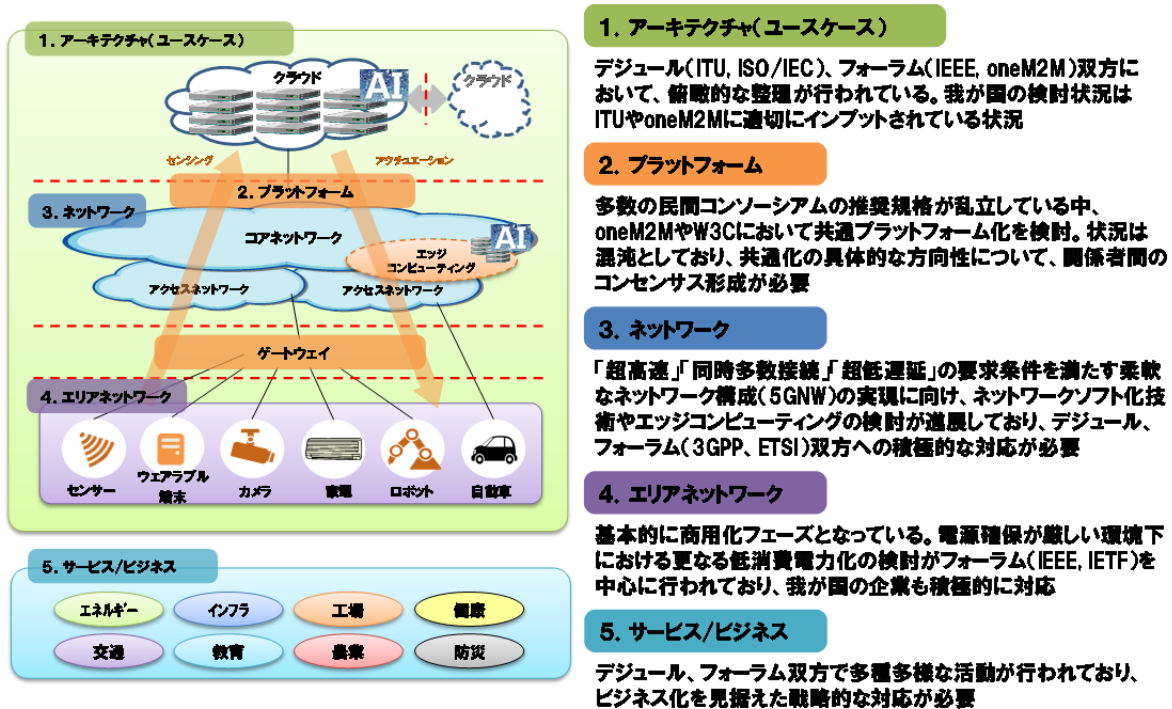 1. アーキテクチャ(ユースケース)
クラウド
AI
クラウド
センシング
アクチュエーション
2. プラットフォーム
3. ネットワーク
コアネットワーク
AI
エッジ
コンピューティング
アクセスネットワーク
アクセスネットワーク
ゲートウェイ
4. エリアネットワーク
センサー
ウェアラブル
端末
カメラ
家電
ロボット
自動車
5. サービス/ビジネス
エネルギー
インフラ
工場
健康
交通
教育
農業
防災
1. アーキテクチャ(ユースケース)
デジュール(ITU, ISO/IEC)、フォーラム(IEEE, oneM2M)双方に
おいて、俯瞰的な整理が行われている。我が国の検討状況は
ITUやoneM2Mに適切にインプットされている状況
2. プラットフォーム
多数の民間コンソーシアムの推奨規格が乱立している中、
oneM2MやW3Cにおいて共通プラットフォーム化を検討。状況は
混沌としており、共通化の具体的な方向性について、関係者間の
コンセンサス形成が必要
3. ネットワーク
「超高速」「同時多数接続」「超低遅延」の要求条件を満たす柔軟
なネットワーク構成(5GNW)の実現に向け、ネットワークソフト化技
術やエッジコンピューティングの検討が進展しており、デジュール、
フォーラム(3GPP、ETSI)双方への積極的な対応が必要
4. エリアネットワーク
基本的に商用化フェーズとなっている。電源確保が厳しい環境下
における更なる低消費電力化の検討がフォーラム(IEEE, IETF)を
中心に行われており、我が国の企業も積極的に対応
5. サービス/ビジネス
デジュール、フォーラム双方で多種多様な活動が行われており、
ビジネス化を見据えた戦略的な対応が必要